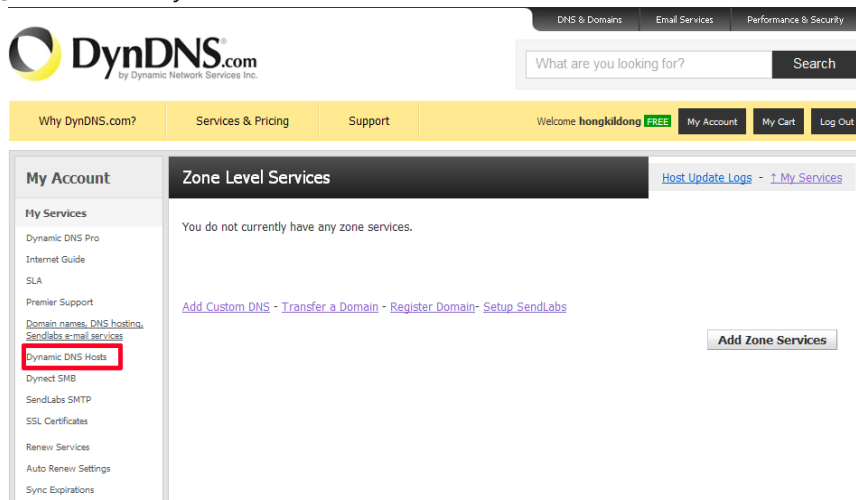 DNS & Domains Email Services Performance & Security
DynDNS.com
by Dynamic Network Services Inc.
What are you looking for? Search
Why DynDNS.com? Services & Pricing Support Welcome hongkildong FREE My Account My Cart Log Out
My Account
My Services
Dynamic DNS Pro
Internet Guide
SLA
Premier Support
Domain names, DNS hosting,
Sendlabs e-mail services
Dynamic DNS Hosts
Dynect SMB
SendLabs SMTP
SSL Certificates
Renew Services
Auto Renew Settings
Sync Expirations
Zone Level Services
Host Update Logs - ↑ My Services
You do not currently have any zone services.
Add Custom DNS - Transfer a Domain - Register Domain- Setup SendLabs
Add Zone Services